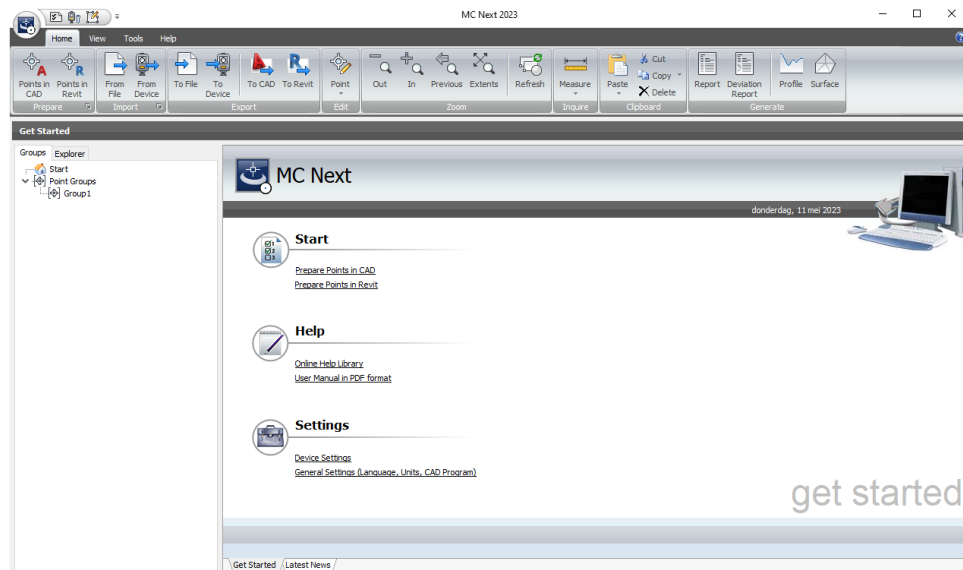 MC Next 2023
Home View Tools Help
Points in CAD
Points in Revit
From File
From Device
To File
To Device
To CAD
To Revit
Point
Out
In
Previous
Extents
Refresh
Measure
Paste
Cut
Copy
Delete
Report
Deviation Report
Profile
Surface
Prepare
Import
Export
Edit
Zoom
Inquire
Clipboard
Generate
Get Started
Groups Explorer
Start
Point Groups
Group1
MC Next
donderdag, 11 mei 2023
Start
Prepare Points in CAD
Prepare Points in Revit
Help
Online Help Library
User Manual in PDF format
Settings
Device Settings
General Settings (Language, Units, CAD Program)
get started
Get Started Latest News